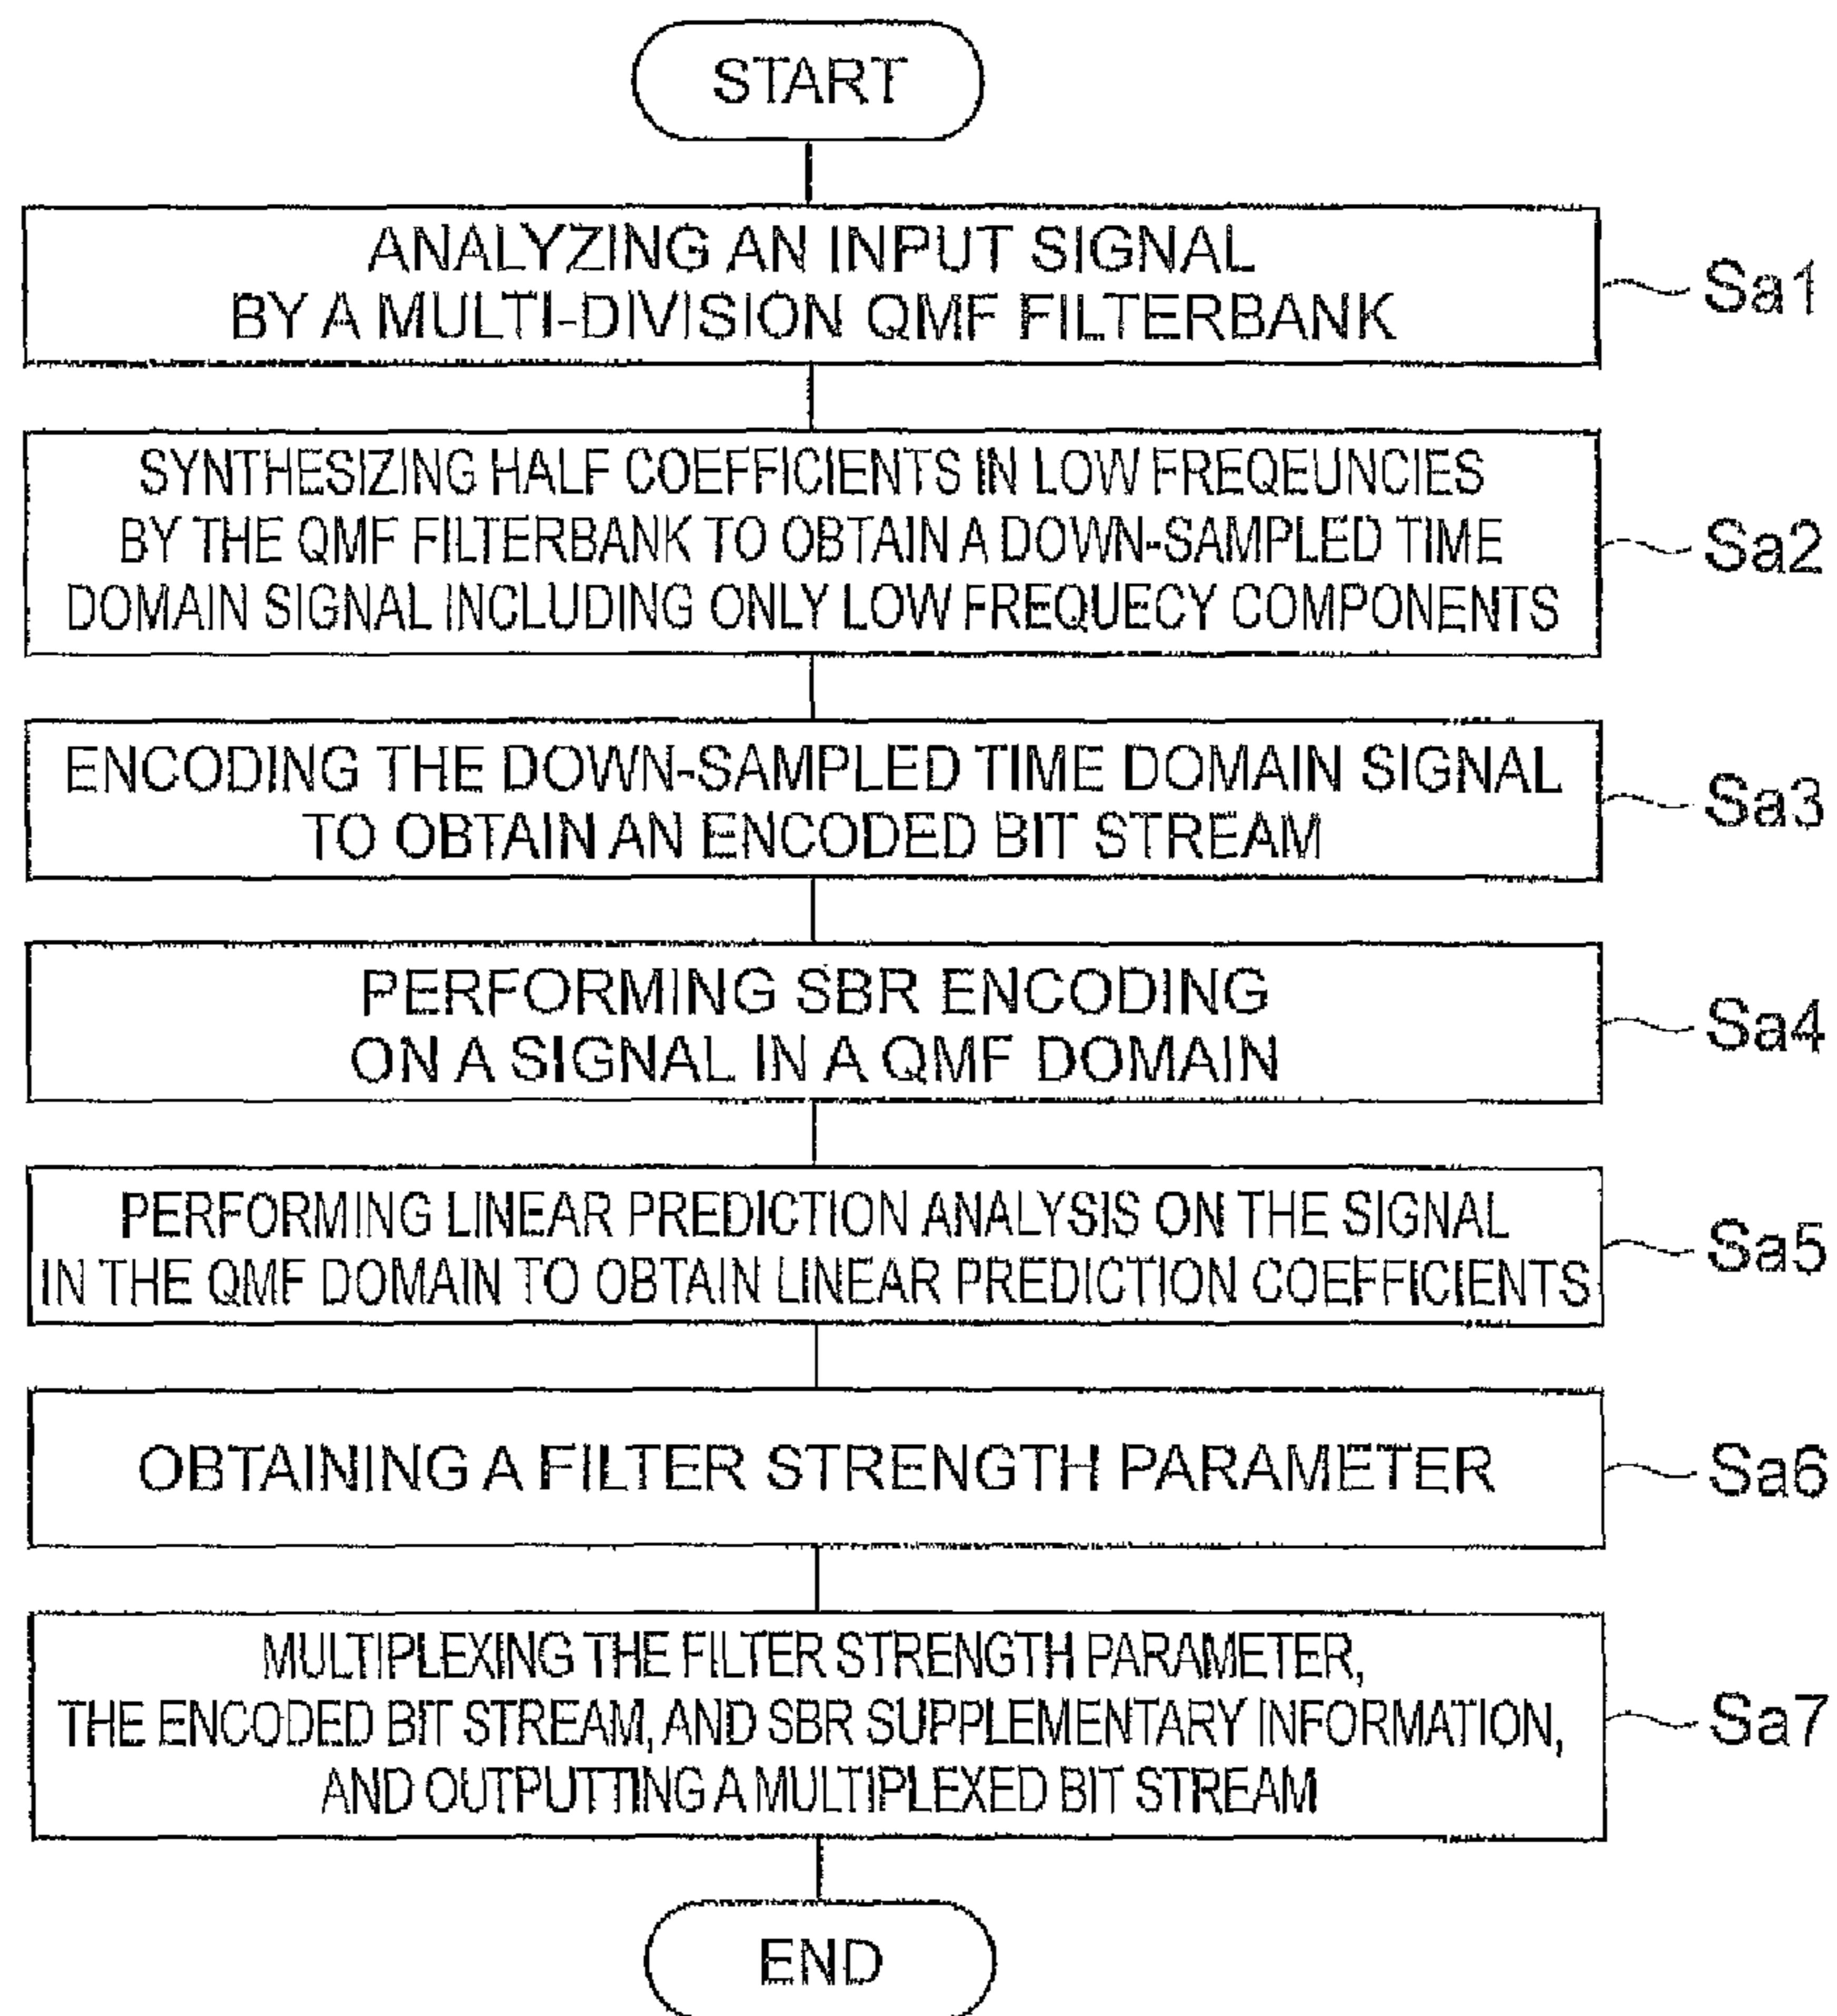 START
ANALYZING AN INPUT SIGNAL
BY A MULTI-DIVISION QMF FILTERBANK
Sa1
SYNTHESIZING HALF COEFFICIENTS IN LOW FREQEUNCIES
BY THE QMF FILTERBANK TO OBTAIN A DOWN-SAMPLED TIME
DOMAIN SIGNAL INCLUDING ONLY LOW FREQUECY COMPONENTS
Sa2
ENCODING THE DOWN-SAMPLED TIME DOMAIN SIGNAL
TO OBTAIN AN ENCODED BIT STREAM
Sa3
PERFORMING SBR ENCODING
ON A SIGNAL IN A QMF DOMAIN
Sa4
PERFORMING LINEAR PREDICTION ANALYSIS ON THE SIGNAL
IN THE QMF DOMAIN TO OBTAIN LINEAR PREDICTION COEFFICIENTS
Sa5
OBTAINING A FILTER STRENGTH PARAMETER
Sa6
MULTIPLEXING THE FILTER STRENGTH PARAMETER,
THE ENCODED BIT STREAM, AND SBR SUPPLEMENTARY INFORMATION,
AND OUTPUTTING A MULTIPLEXED BIT STREAM
Sa7
END